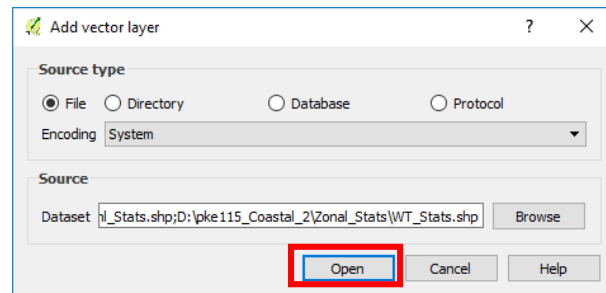 Add vector layer ?
Source type
File Directory Database Protocol
Encoding System
Source
Dataset nl_Stats.shp;D:\pke115_Coastal_2\Zonal_Stats\WT_Stats.shp Browse
Open Cancel Help